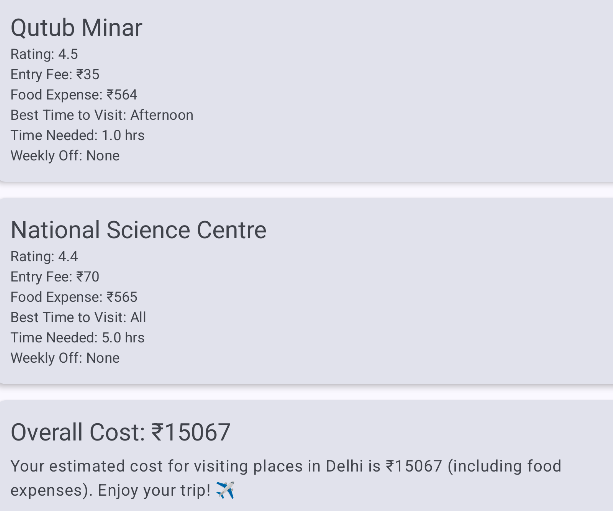 Qutub Minar
Rating: 4.5
Entry Fee: ₹35
Food Expense: ₹564
Best Time to Visit: Afternoon
Time Needed: 1.0 hrs
Weekly Off: None
National Science Centre
Rating: 4.4
Entry Fee: ₹70
Food Expense: ₹565
Best Time to Visit: All
Time Needed: 5.0 hrs
Weekly Off: None
Overall Cost: ₹15067
Your estimated cost for visiting places in Delhi is ₹15067 (including food
expenses). Enjoy your trip! ✈️